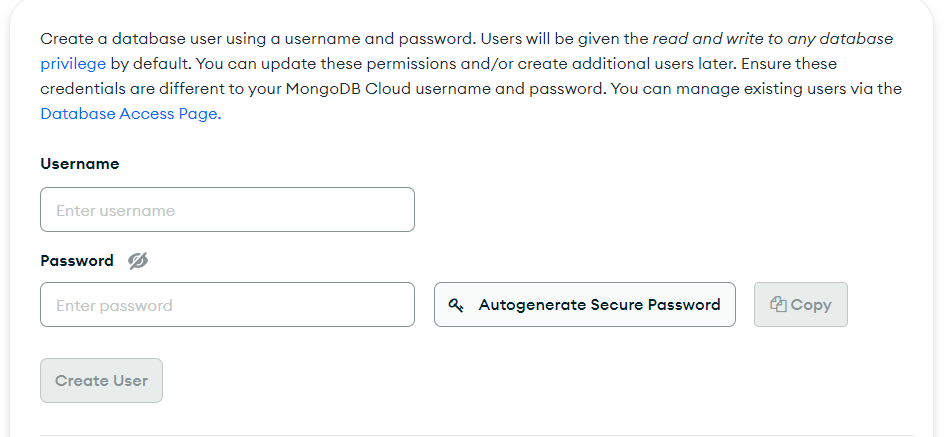 Create a database user using a username and password. Users will be given the read and write to any database
privilege by default. You can update these permissions and/or create additional users later. Ensure these
credentials are different to your MongoDB Cloud username and password. You can manage existing users via the
Database Access Page.
Username
Enter username
Password
Enter password
Autogenerate Secure Password
Copy
Create User